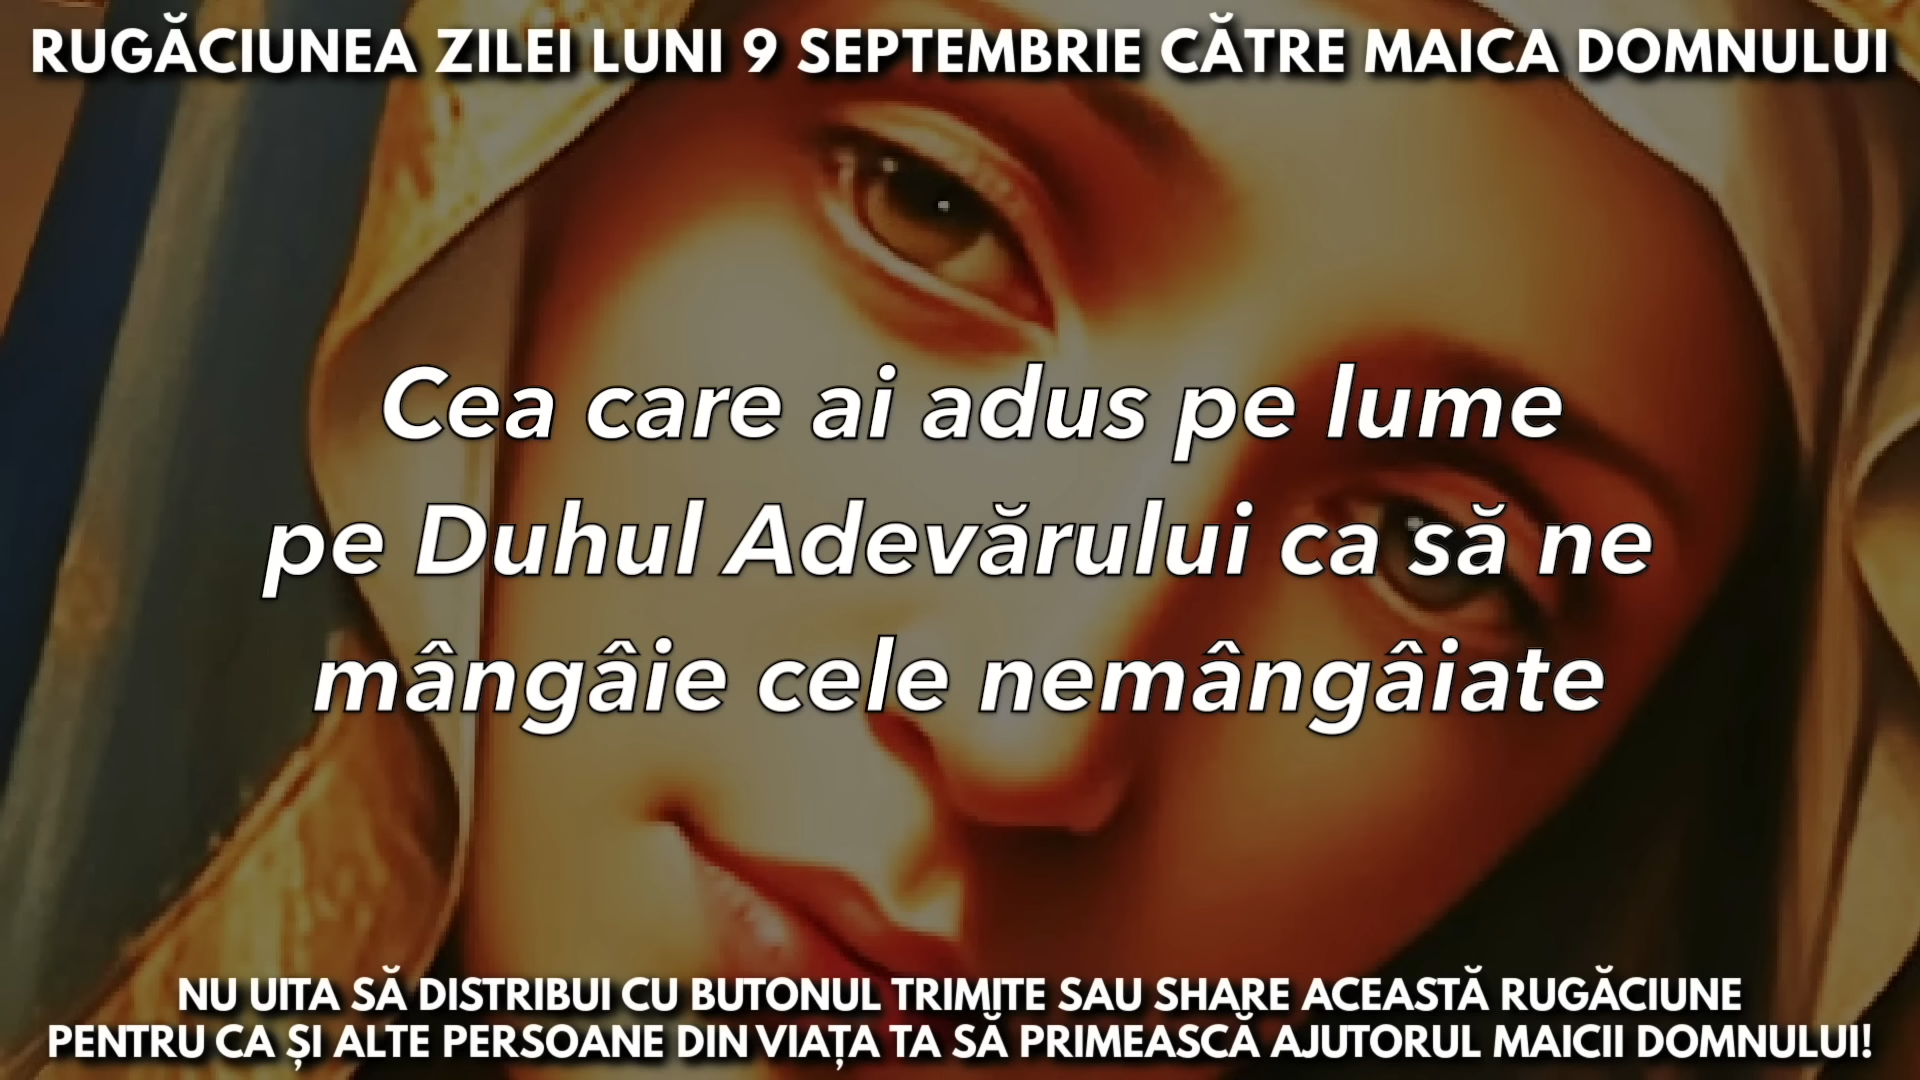 RUGĂCIUNEA ZILEI LUNI 9 SEPTEMBRIE CĂTRE MAICA DOMNULUI
Cea care ai adus pe lume
pe Duhul Adevărului ca să ne
mângâie cele nemângâiate
NU UITA SĂ DISTRIBUI CU BUTONUL TRIMITE SAU SHARE ACEASTĂ RUGĂCIUNE
PENTRU CA ȘI ALTE PERSOANE DIN VIAȚA TA SĂ PRIMEASCĂ AJUTORUL MAICII DOMNULUI!